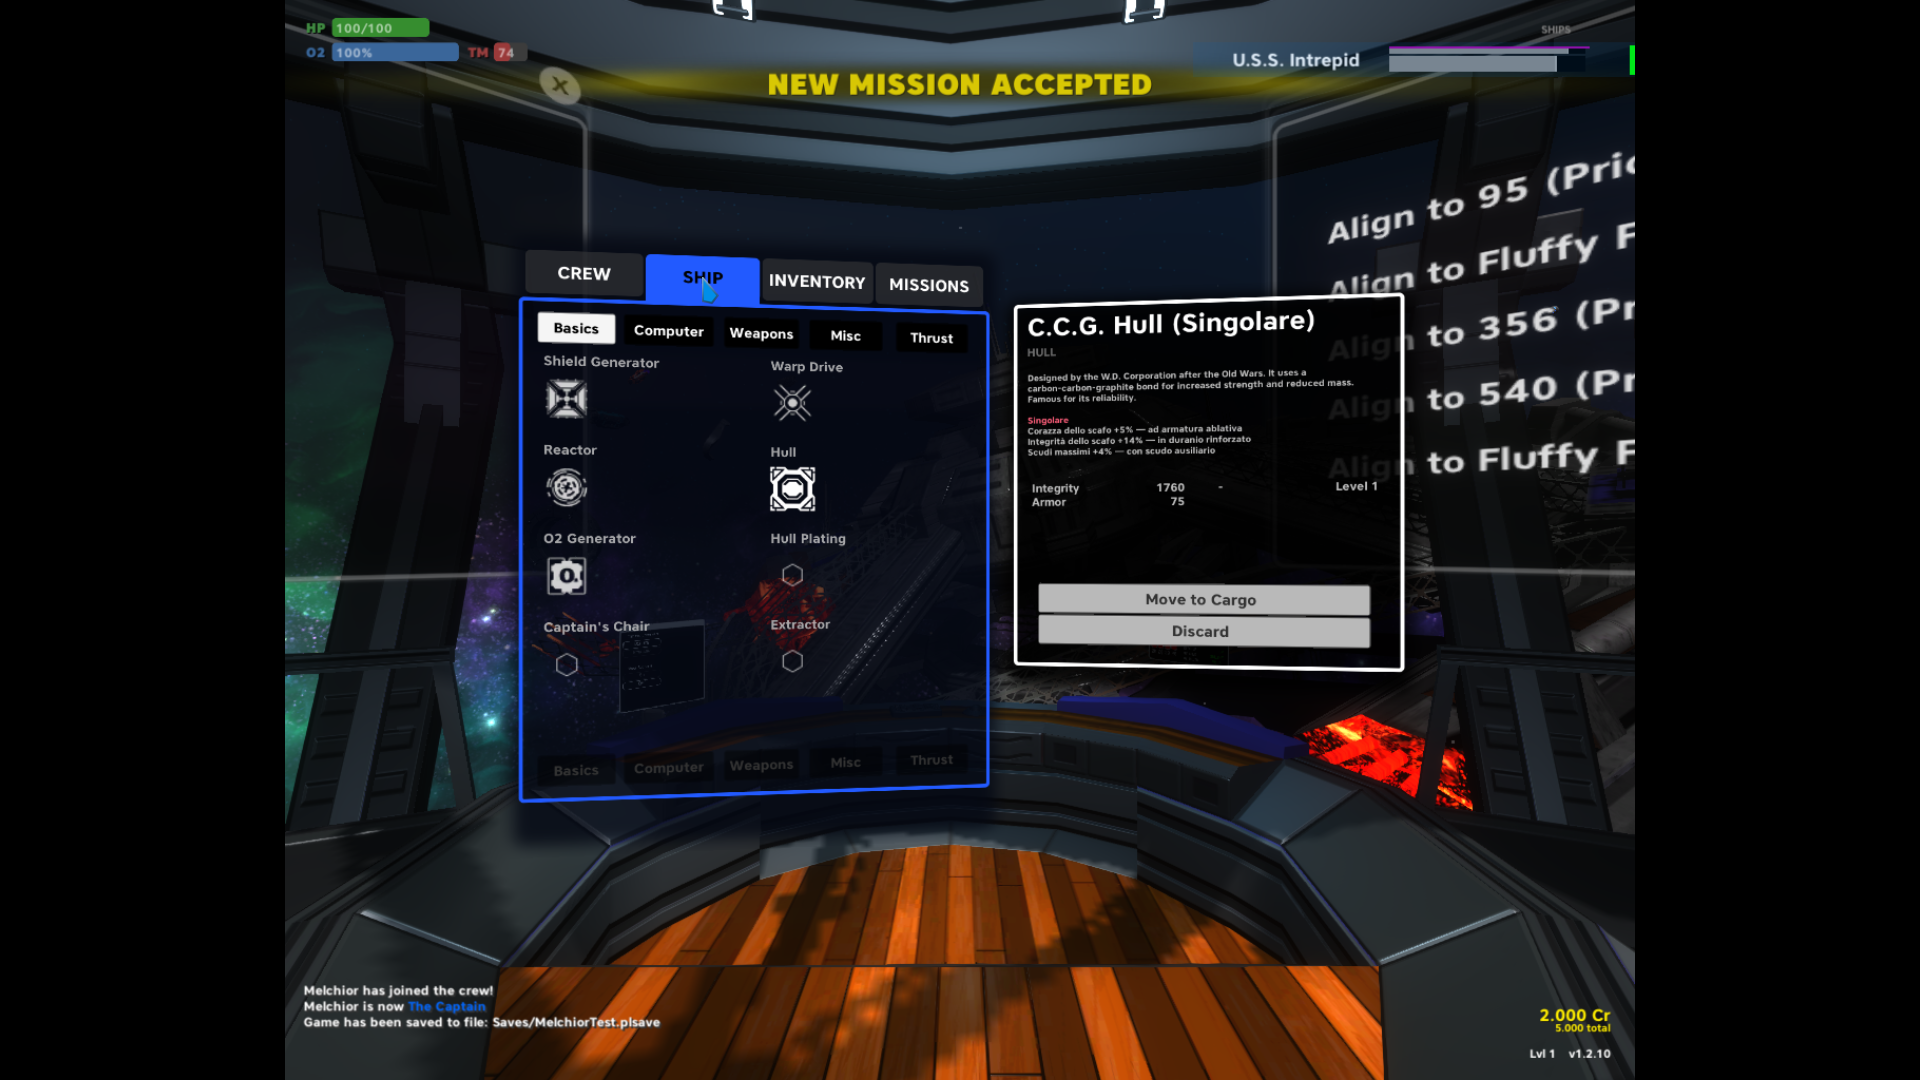 HP 100/100
O2 100% TM 74
SHIPS
U.S.S. Intrepid
X
NEW MISSION ACCEPTED
Align to 95
Align to Fluffy
Align to 356
Align to 540
Align to Fluffy
CREW SHIP INVENTORY MISSIONS
Basics Computer Weapons Misc Thrust
Shield Generator
Warp Drive
Reactor
Hull
O2 Generator
Hull Plating
Captain's Chair
Extractor
Basics Computer Weapons Misc Thrust
C.C.G. Hull (Singolare)
HULL
Designed by the W.D. Corporation after the Old Wars. It uses a
carbon-carbon-graphite bond for increased strength and reduced mass.
Famous for its reliability.
Singolare
Corazza dello scafo +5% — ad armatura ablativa
Integrità dello scafo +14% — in duranio rinforzato
Scudi massimi +4% — con scudo ausiliario
Integrity 1760 - Level 1
Armor 75
Move to Cargo
Discard
Melchior has joined the crew!
Melchior is now The Captain
Game has been saved to file: Saves/MelchiorTest.plsave
2.000 Cr
5.000 total
Lvl 1 v1.2.10